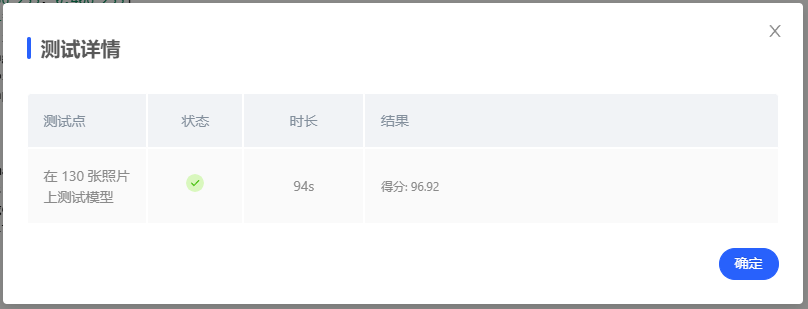 测试详情
测试点
状态
时长
结果
在 130 张照片
上测试模型
94s
得分: 96.92
确定